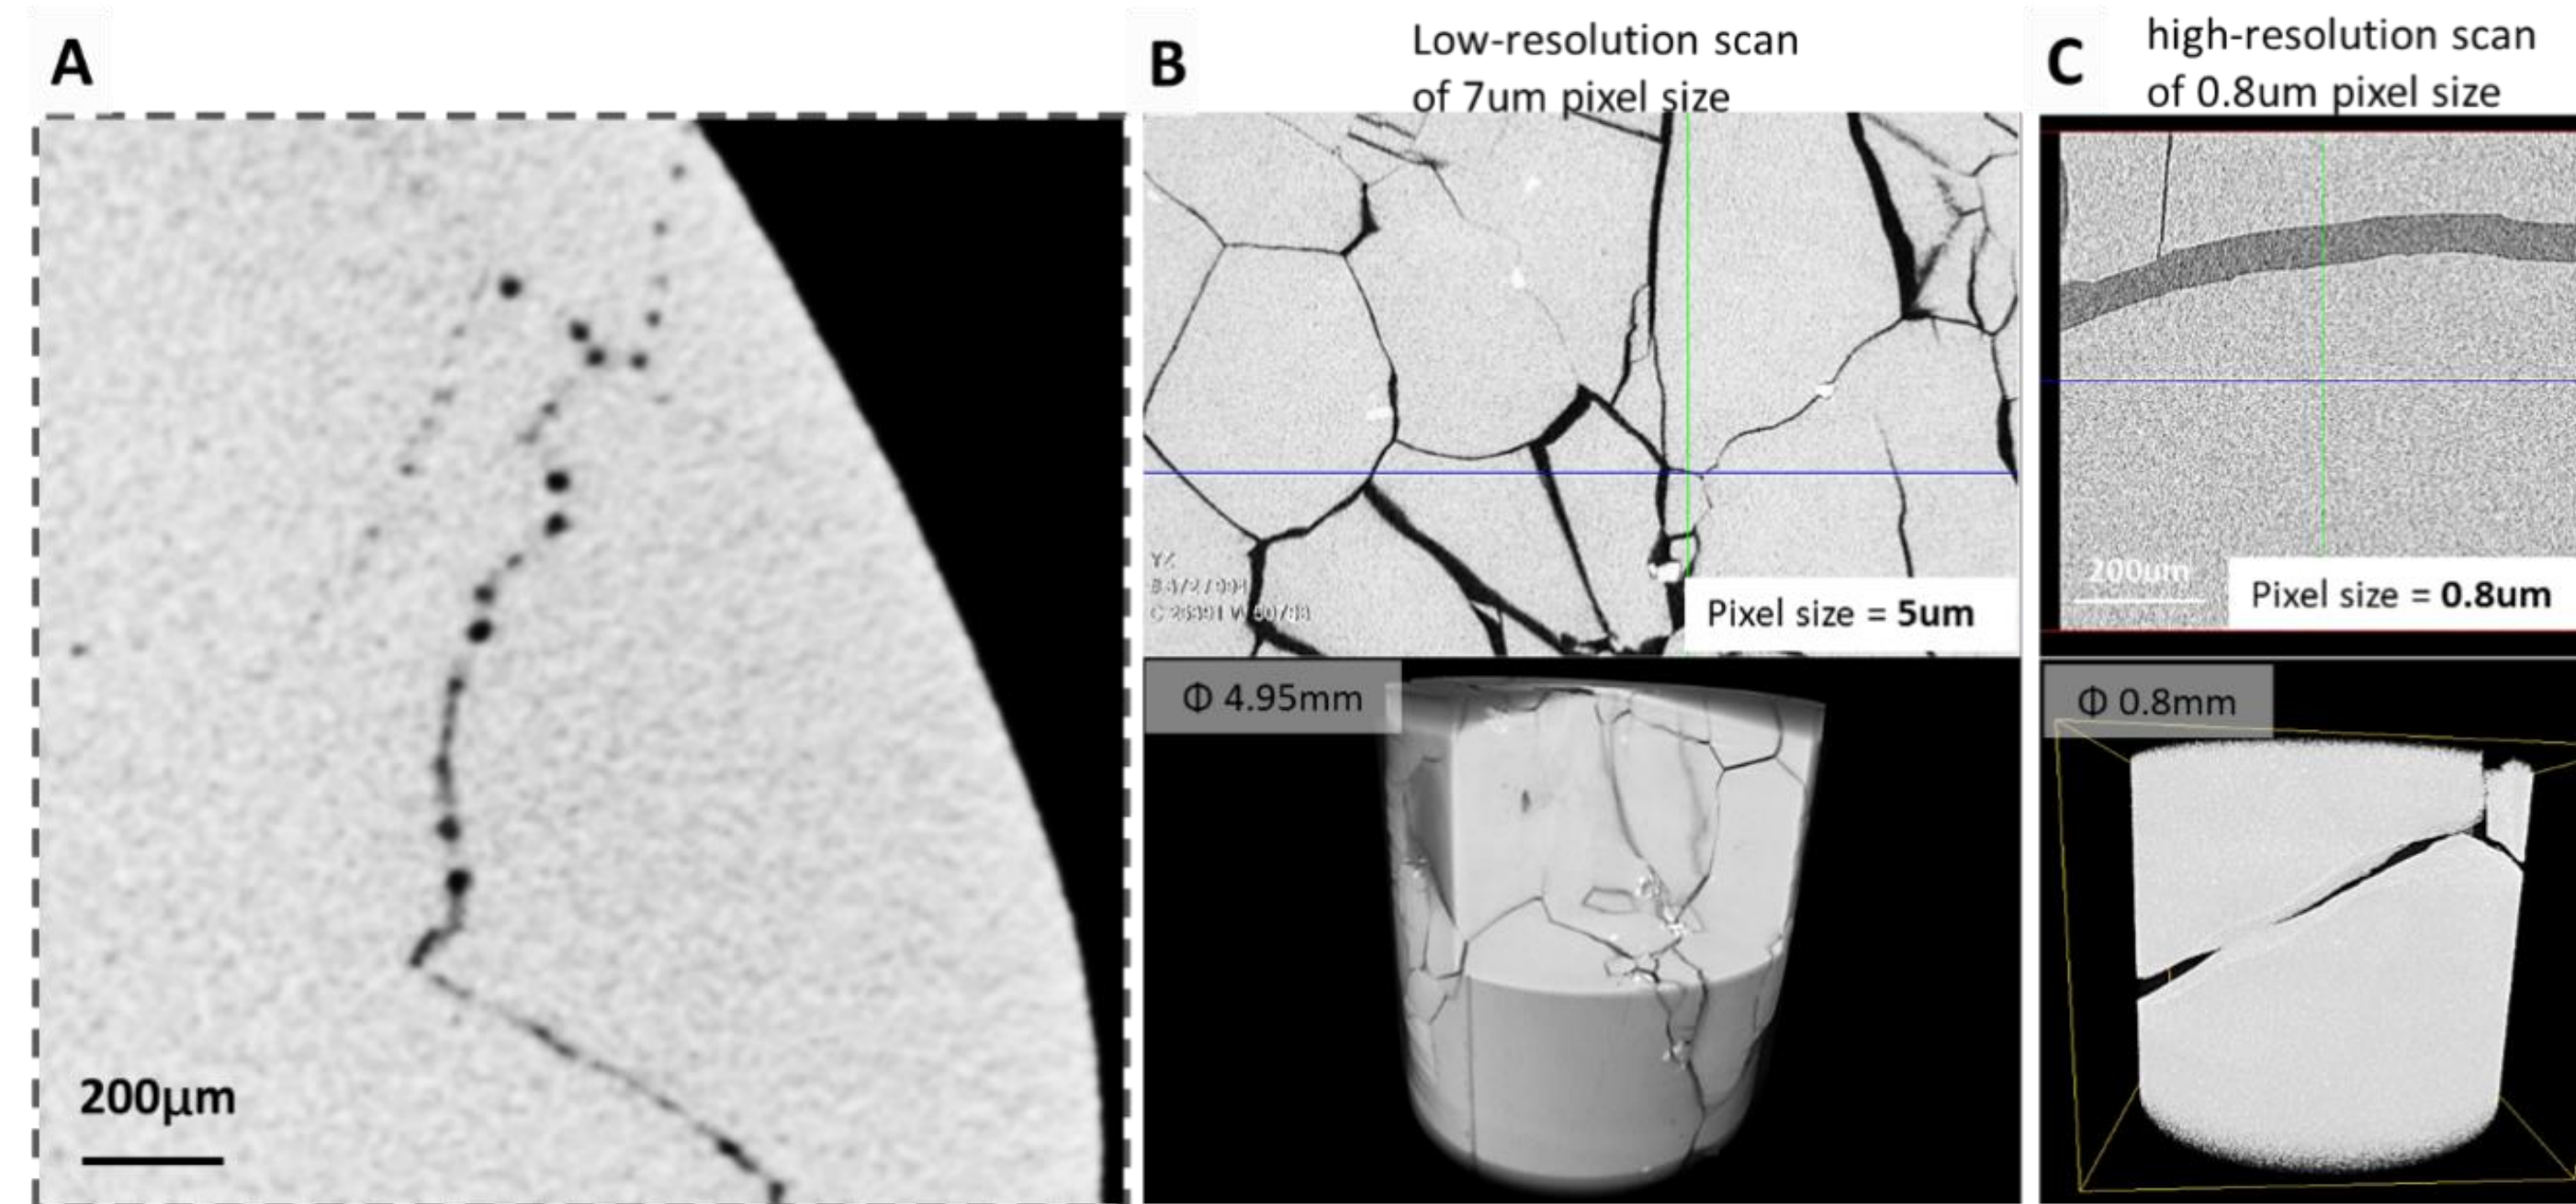 A
200μm
B
Low-resolution scan
of 7um pixel size
YZ
Pixel size = 5um
Φ 4.95mm
C
high-resolution scan
of 0.8um pixel size
200um
Pixel size = 0.8um
Φ 0.8mm